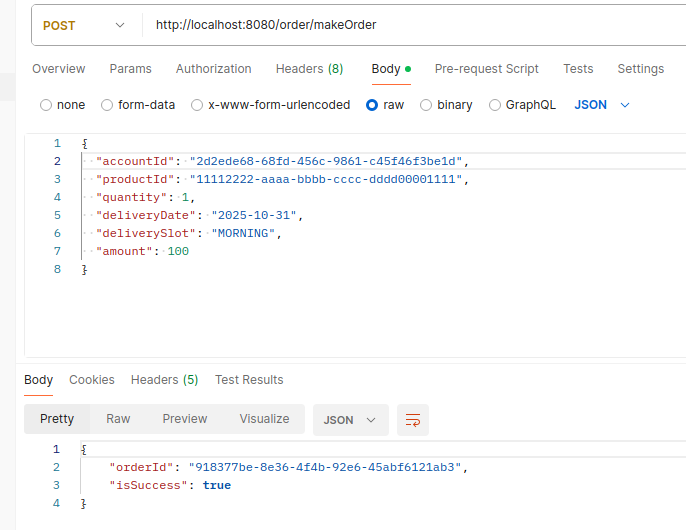 POST http://localhost:8080/order/makeOrder
Overview Params Authorization Headers (8) Body Pre-request Script Tests Settings
none form-data x-www-form-urlencoded raw binary GraphQL JSON
1 {
2 "accountId": "2d2ede68-68fd-456c-9861-c45f46f3be1d",
3 "productId": "11112222-aaaa-bbbb-cccc-dddd00001111",
4 "quantity": 1,
5 "deliveryDate": "2025-10-31",
6 "deliverySlot": "MORNING",
7 "amount": 100
8 }
Body Cookies Headers (5) Test Results
Pretty Raw Preview Visualize JSON
1 {
2 "orderId": "918377be-8e36-4f4b-92e6-45abf6121ab3",
3 "isSuccess": true
4 }